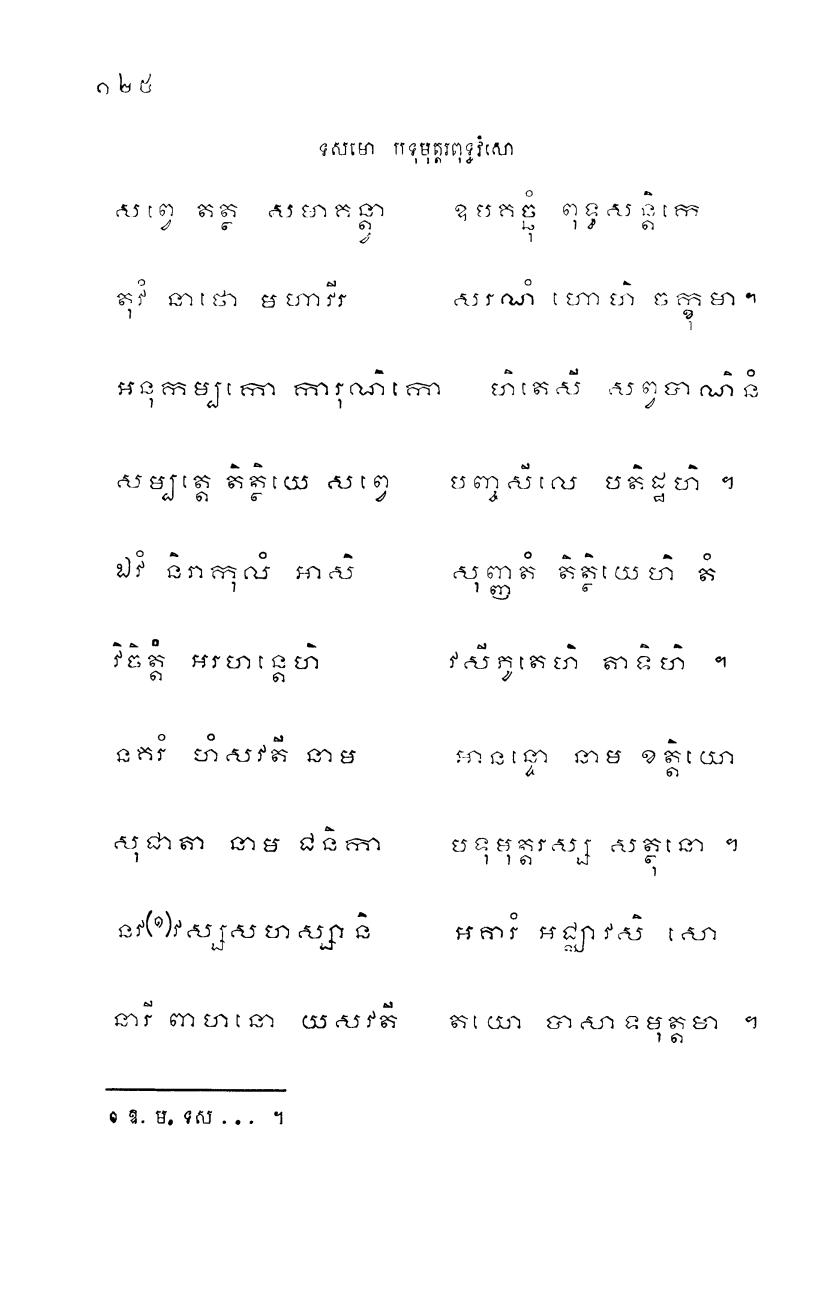 ១២៥
ទសមោ បទុមុត្តរពុទ្ធវំសោ
សព្វេ តត្ថ សមាគន្ត្វា ឧបគច្ឆុំ ពុទ្ធសន្តិកេ
តុវំ នាថោ មហាវីរ សរណំ ហោហិ ចក្ខុមា។
អនុកម្បកោ ការុណិកោ ហិតេសី សព្វបាណិនំ
សម្បត្តេ តិត្ថិយេ សព្វេ បញ្ចសីលេ បតិដ្ឋហិ ។
ឯវំ និរាកុលំ អាសិ សុញ្ញតំ តិត្ថិយេហិ តំ
វិចិត្តំ អរហន្តេហិ វសីភូតេហិ តាទិហិ ។
នគរំ ហំសវតី នាម អានន្ទោ នាម ខត្តិយោ
សុជាតា នាម ជនិកា បទុមុត្តរស្ស សត្ថុនោ ។
នវ(១)វស្សសហស្សានិ អគារំ អជ្ឈាវសិ សោ
នារី ពាហនោ យសវតី តយោ បាសាទមុត្តមា ។
១ ឱ. ម. ទស . . . ។